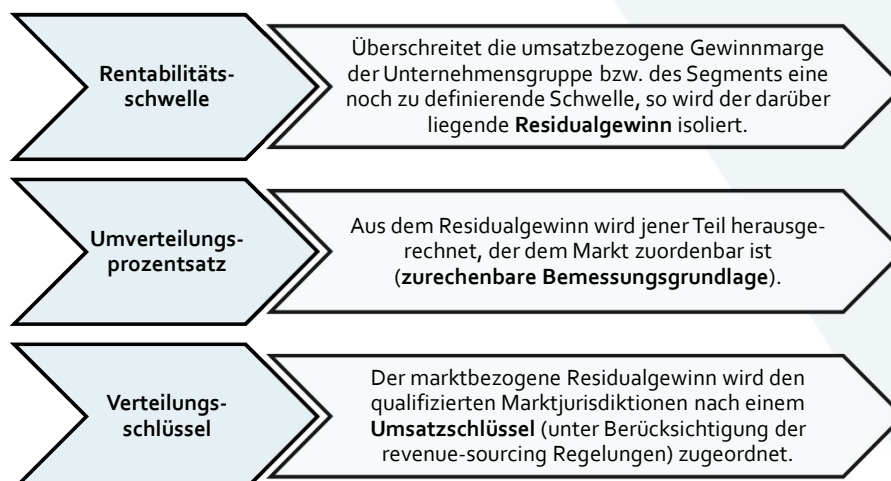 Rentabilitäts-
schwelle
Überschreitet die umsatzbezogene Gewinnmarge
der Unternehmensgruppe bzw. des Segments eine
noch zu definierende Schwelle, so wird der darüber
liegende Residualgewinn isoliert.
Umverteilungs-
prozentsatz
Aus dem Residualgewinn wird jener Teil herausge-
rechnet, der dem Markt zuordenbar ist
(zurechenbare Bemessungsgrundlage).
Verteilungs-
schlüssel
Der marktbezogene Residualgewinn wird den
qualifizierten Marktjurisdiktionen nach einem
Umsatzschlüssel (unter Berücksichtigung der
revenue-sourcing Regelungen) zugeordnet.